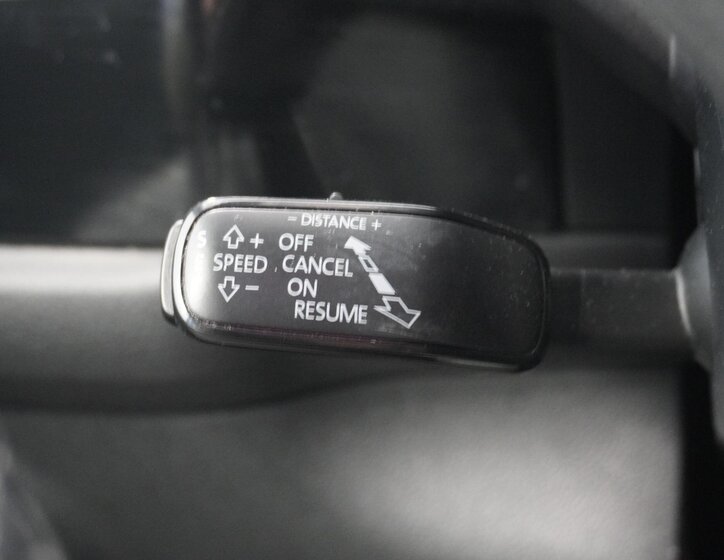 - DISTANCE +
S + OFF
SPEED CANCEL
- ON
RESUME